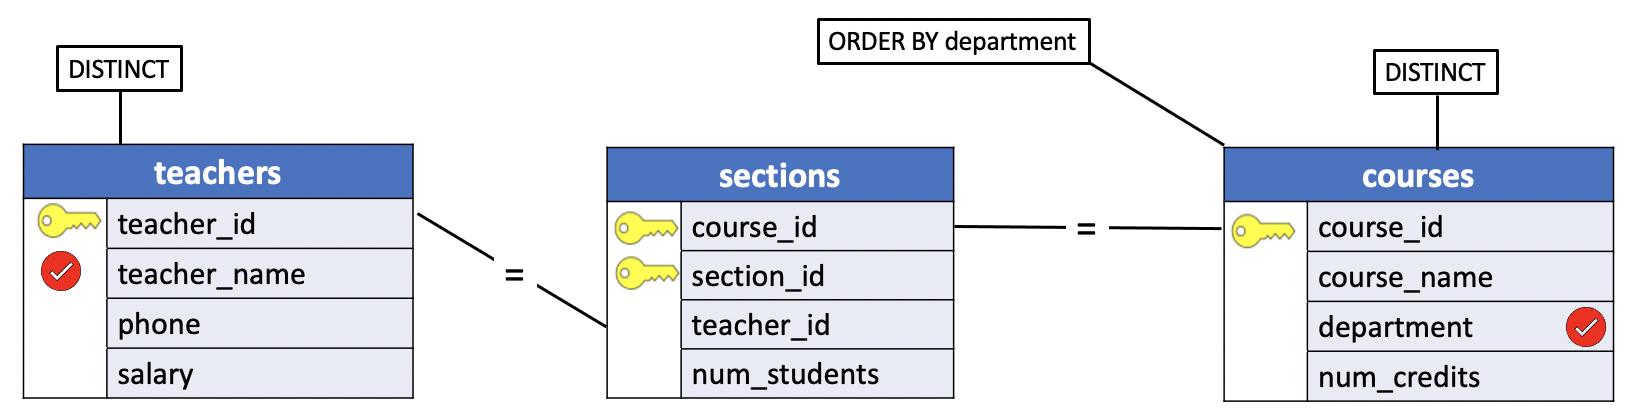 DISTINCT
ORDER BY department
DISTINCT
teachers
teacher_id
teacher_name
phone
salary
=
sections
course_id
section_id
teacher_id
num_students
=
courses
course_id
course_name
department
num_credits